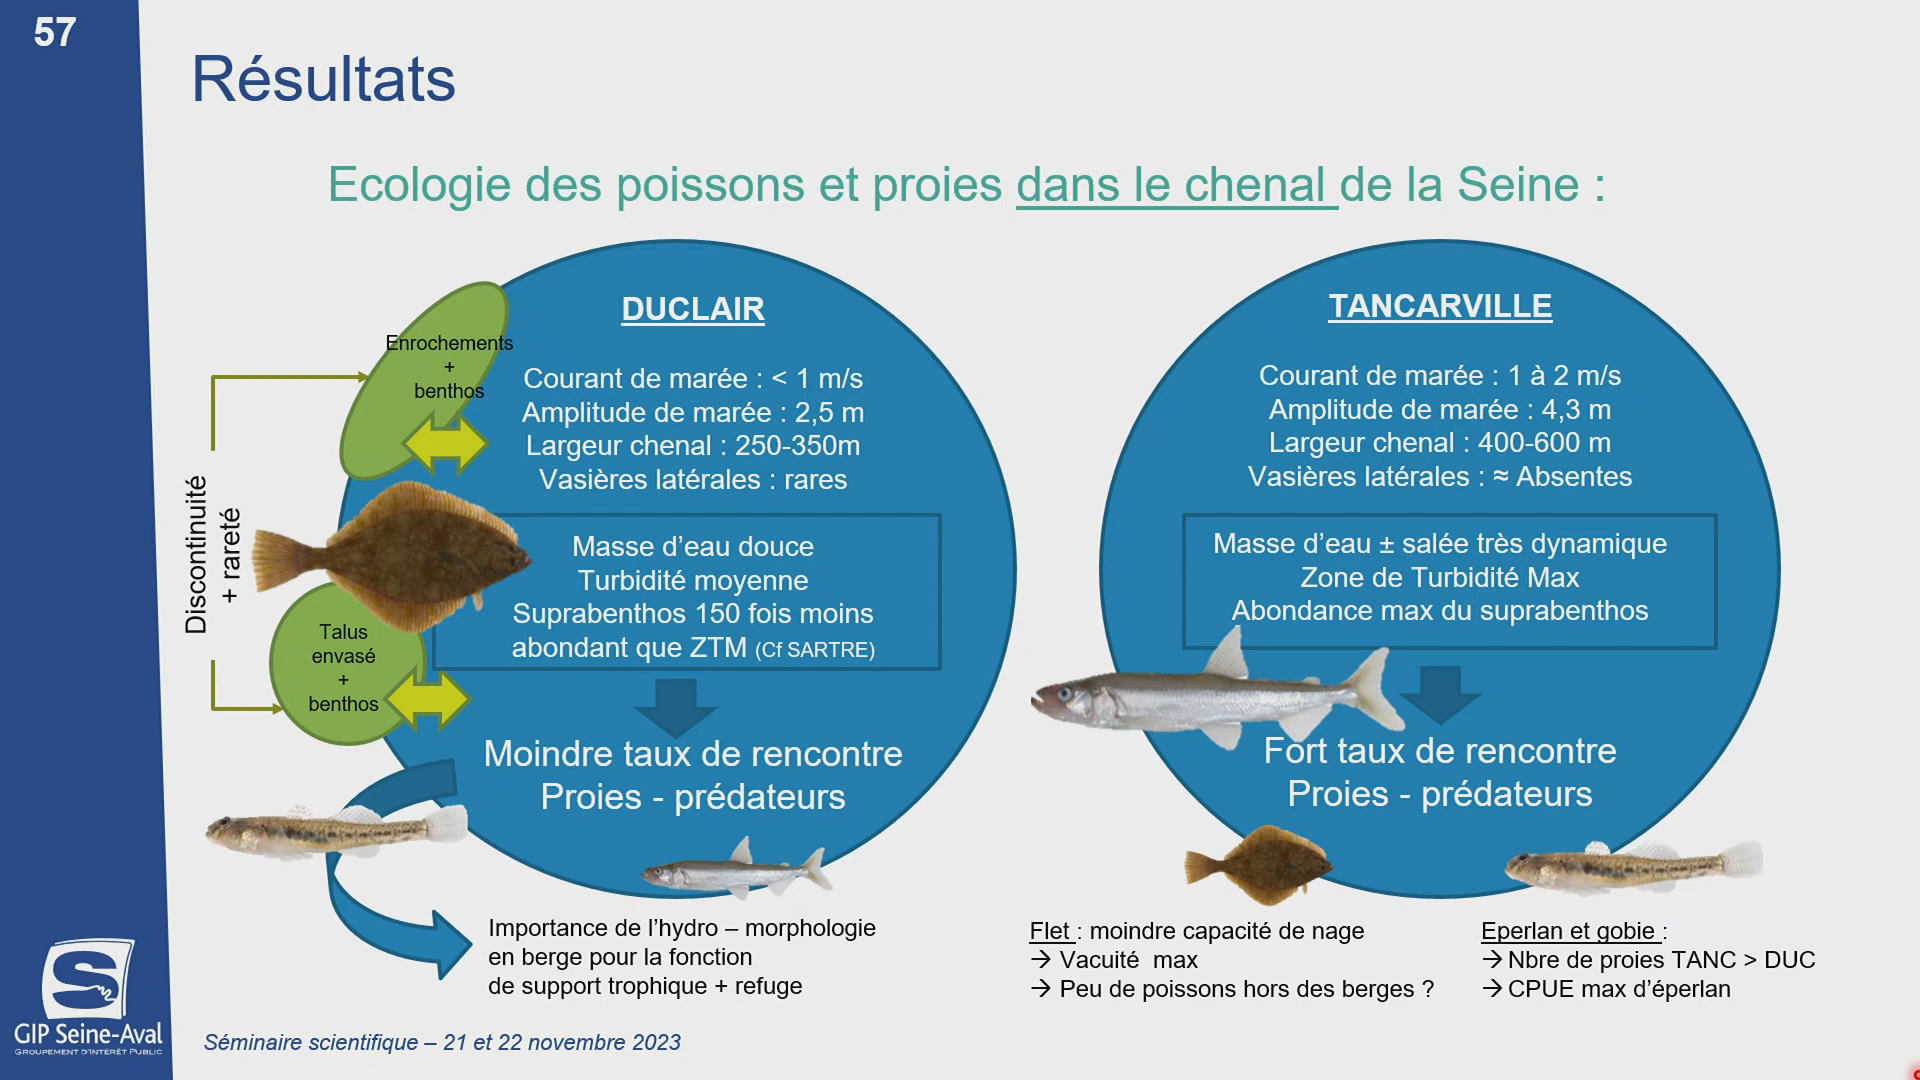 57
Résultats
Ecologie des poissons et proies dans le chenal de la Seine :
DUCLAIR
Courant de marée : < 1 m/s
Amplitude de marée : 2,5 m
Largeur chenal : 250-350m
Vasières latérales : rares
Masse d'eau douce
Turbidité moyenne
Suprabenthos 150 fois moins
abondant que ZTM (Cf SARTRE)
Moindre taux de rencontre
Proies - prédateurs
Enrochements
+
benthos
Discontinuité
+ rareté
Talus
envasé
+
benthos
Importance de l'hydro – morphologie
en berge pour la fonction
de support trophique + refuge
TANCARVILLE
Courant de marée : 1 à 2 m/s
Amplitude de marée : 4,3 m
Largeur chenal : 400-600 m
Vasières latérales : ≈ Absentes
Masse d'eau ± salée très dynamique
Zone de Turbidité Max
Abondance max du suprabenthos
Fort taux de rencontre
Proies - prédateurs
Flet : moindre capacité de nage
→ Vacuité max
→ Peu de poissons hors des berges ?
Eperlan et gobie :
→ Nbre de proies TANC > DUC
→ CPUE max d'éperlan
GIP Seine-Aval
GROUPEMENT D'INTÉRÊT PUBLIC
Séminaire scientifique – 21 et 22 novembre 2023